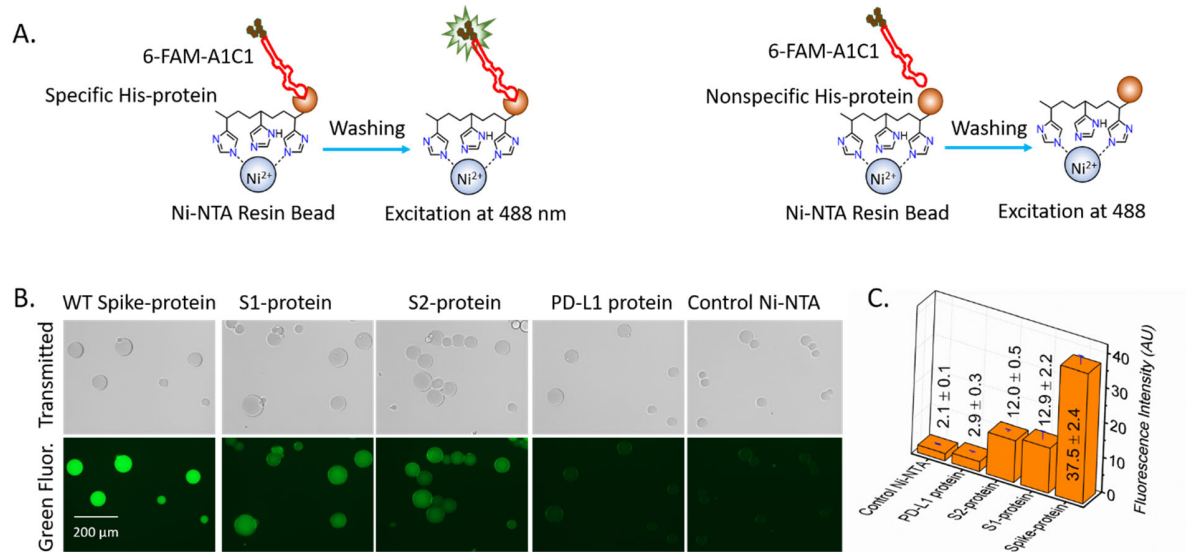 A.
6-FAM-A1C1
Specific His-protein
Washing
NH
N
N
N
N
N
N
Ni2+
Ni2+
Ni-NTA Resin Bead
Excitation at 488 nm
6-FAM-A1C1
Nonspecific His-protein
Washing
NH
N
N
N
N
N
N
Ni2+
Ni2+
Ni-NTA Resin Bead
Excitation at 488
B.
WT Spike-protein
S1-protein
S2-protein
PD-L1 protein
Control Ni-NTA
Transmitted
Green Fluor.
200 µm
C.
2.1 ± 0.1
2.9 ± 0.3
12.0 ± 0.5
12.9 ± 2.2
37.5 ± 2.4
40
30
20
10
0
Fluorescence Intensity (AU)
Control Ni-NTA
PD-L1 protein
S2-protein
S1-protein
Spike-protein